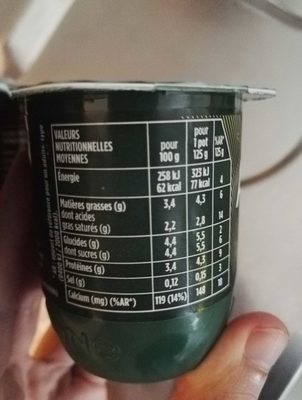 VALEURS
NUTRITIONNELLES
MOYENNES
pour
100 g
pour
1 pot
125 g
%AR*
125 g
Énergie 258 kJ 323 kJ
62 kcal 77 kcal 4
Matières grasses (g) 3,4 4,3 6
dont acides
gras saturés (g) 2,2 2,8 14
Glucides (g) 4,4 5,5 2
dont sucres (g) 4,4 5,5 6
Protéines (g) 3,4 4,3 9
Sel (g) 0,12 0,15 3
Calcium (mg) (%AR*) 119 (14%) 148 18